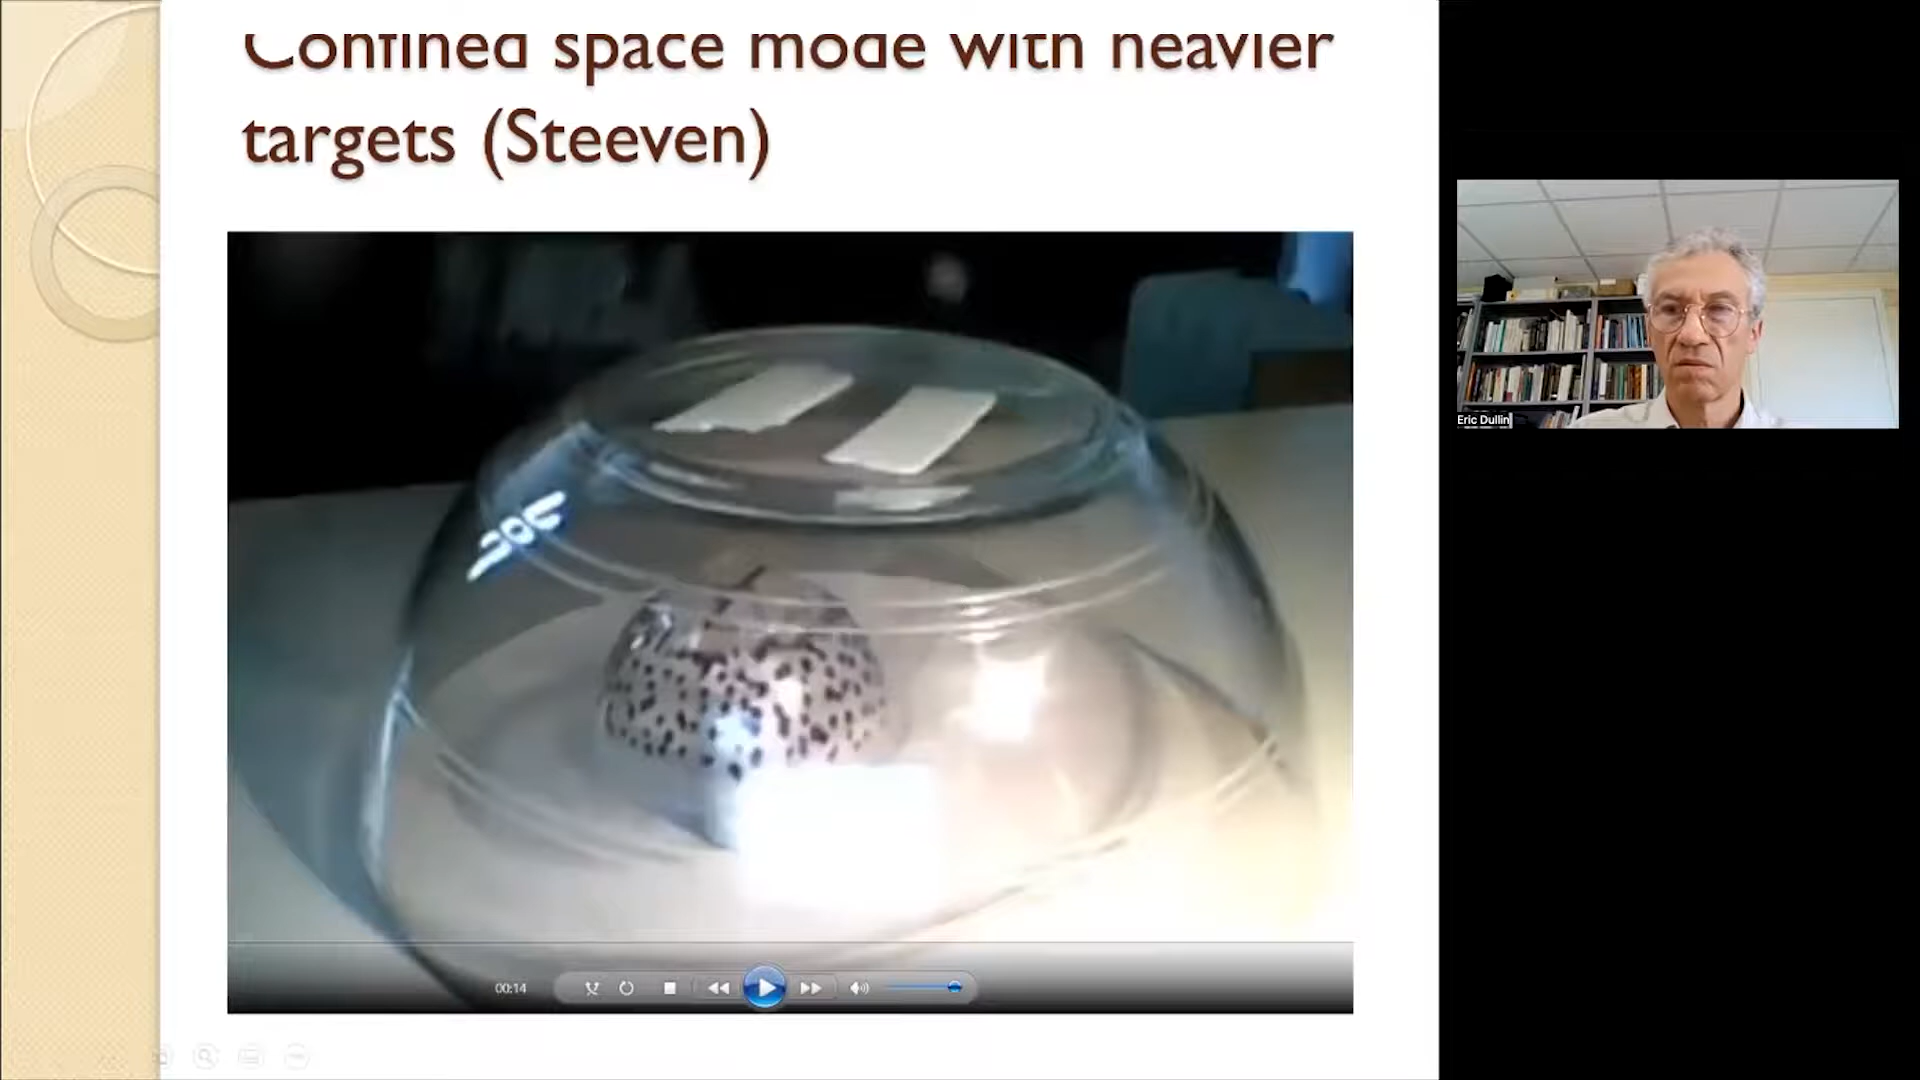 Confined space mode with heavier
targets (Steeven)
00:14
Eric Dullin